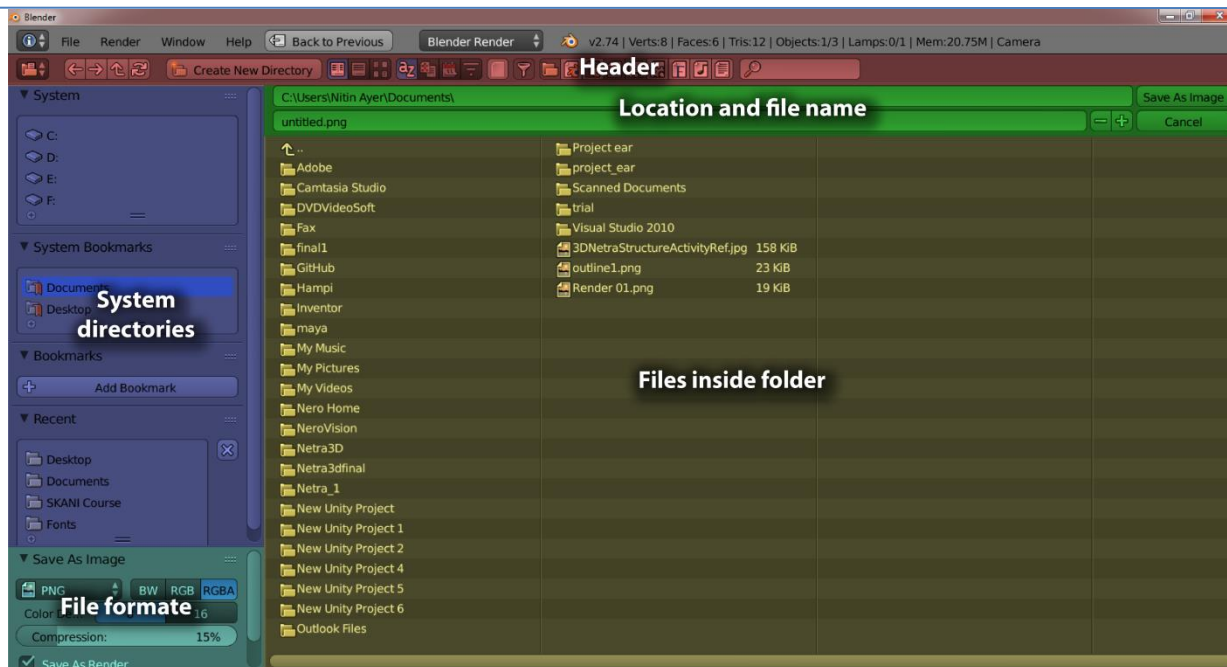 Blender
File Render Window Help Back to Previous Blender Render v2.74 | Verts:8 | Faces:6 | Tris:12 | Objects:1/3 | Lamps:0/1 | Mem:20.75M | Camera
Create New Directory Header
System
C:
D:
E:
F:
System Bookmarks
Documents
Desktop
System
directories
Bookmarks
Add Bookmark
Recent
Desktop
Documents
SKANI Course
Fonts
Save As Image
PNG BW RGB RGBA
File formate
Color 16
Compression: 15%
Save As Render
C:\Users\Nitin Ayer\Documents\ Save As Image
Location and file name
untitled.png Cancel
..
Adobe
Camtasia Studio
DVDVideoSoft
Fax
final1
GitHub
Hampi
Inventor
maya
My Music
My Pictures
My Videos
Nero Home
NeroVision
Netra3D
Netra3dfinal
Netra_1
New Unity Project
New Unity Project 1
New Unity Project 2
New Unity Project 4
New Unity Project 5
New Unity Project 6
Outlook Files
Project ear
project_ear
Scanned Documents
trial
Visual Studio 2010
3DNetraStructureActivityRef.jpg 158 KiB
outline1.png 23 KiB
Render 01.png 19 KiB
Files inside folder